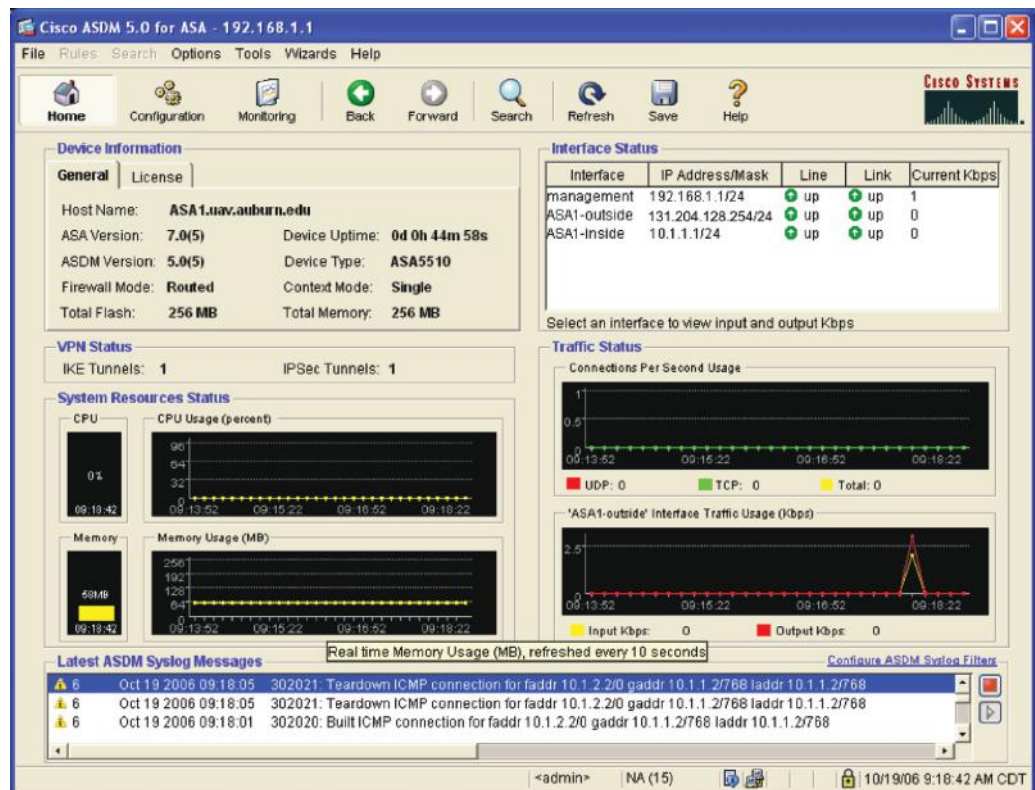 Cisco ASDM 5.0 for ASA - 192.168.1.1
File Rules Search Options Tools Wizards Help
Home Configuration Monitoring Back Forward Search Refresh Save Help
CISCO SYSTEMS
Device Information
General License
Host Name: ASA1.uav.auburn.edu
ASA Version: 7.0(5) Device Uptime: 0d 0h 44m 58s
ASDM Version: 5.0(5) Device Type: ASA5510
Firewall Mode: Routed Context Mode: Single
Total Flash: 256 MB Total Memory: 256 MB
Interface Status
Interface IP Address/Mask Line Link Current Kbps
management 192.168.1.1/24 up up 1
ASA1-outside 131.204.128.254/24 up up 0
ASA1-inside 10.1.1.1/24 up up 0
Select an interface to view input and output Kbps
VPN Status
IKE Tunnels: 1 IPSec Tunnels: 1
System Resources Status
CPU
0%
09:18:42
CPU Usage (percent)
96
64
32
0
09:13:52 09:15:22 09:16:52 09:18:22
Memory
58MB
09:18:42
Memory Usage (MB)
256
192
128
64
0
09:13:52 09:15:22 09:16:52 09:18:22
Real time Memory Usage (MB), refreshed every 10 seconds
Traffic Status
Connections Per Second Usage
1
0.5
0
09:13:52 09:15:22 09:16:52 09:18:22
UDP: 0 TCP: 0 Total: 0
'ASA1-outside' Interface Traffic Usage (Kbps)
2.5
0
09:13:52 09:15:22 09:16:52 09:18:22
Input Kbps: 0 Output Kbps: 0
Latest ASDM Syslog Messages
Configure ASDM Syslog Filters
6 Oct 19 2006 09:18:05 302021: Teardown ICMP connection for faddr 10.1.2.2/0 gaddr 10.1.1.2/768 laddr 10.1.1.2/768
6 Oct 19 2006 09:18:05 302021: Teardown ICMP connection for faddr 10.1.2.2/0 gaddr 10.1.1.2/768 laddr 10.1.1.2/768
6 Oct 19 2006 09:18:01 302020: Built ICMP connection for faddr 10.1.2.2/0 gaddr 10.1.1.2/768 laddr 10.1.1.2/768
<admin> NA (15) 10/19/06 9:18:42 AM CDT